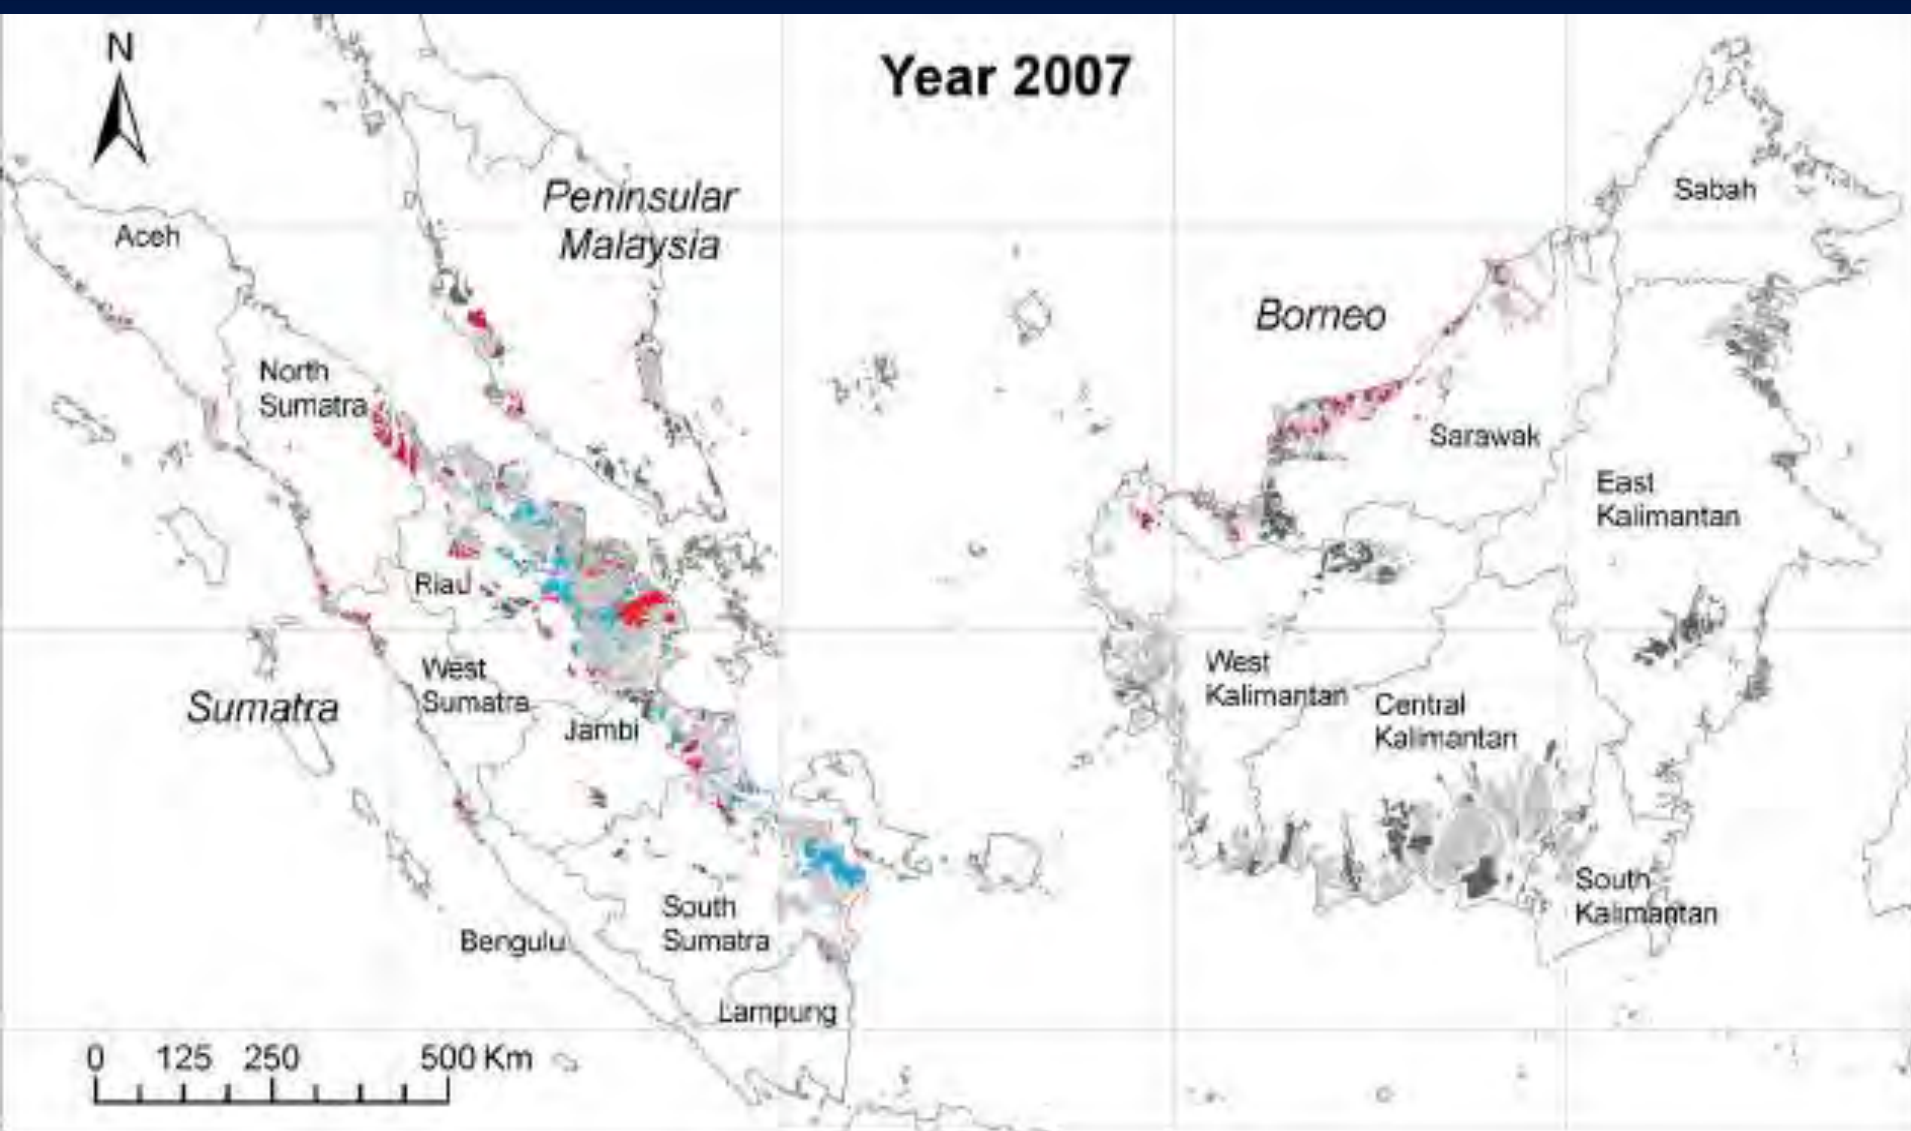 N
Year 2007
Peninsular
Malaysia
Sabah
Aceh
Borneo
North
Sumatra
Sarawak
East
Kalimantan
Riau
West
Sumatra
West
Kalimantan
Sumatra
Central
Kalimantan
Jambi
South
Kalimantan
South
Sumatra
Bengulu
Lampung
0 125 250 500 Km